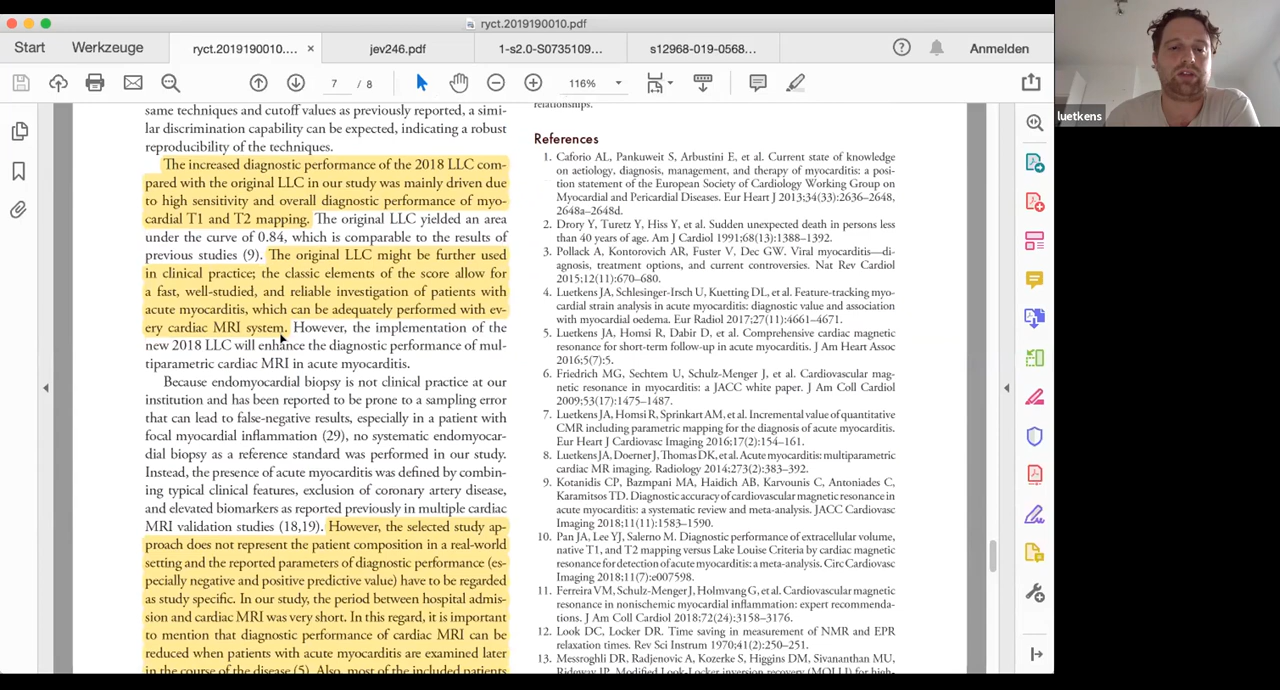 ryct.2019190010.pdf
Start
Werkzeuge
ryct.2019190010....
×
jev246.pdf
1-s2.0-S0735109...
s12968-019-0568...
Anmelden
7 / 8
116%
luetkens
same techniques and cutoff values as previously reported, a simi-
lar discrimination capability can be expected, indicating a robust
reproducibility of the techniques.
The increased diagnostic performance of the 2018 LLC com-
pared with the original LLC in our study was mainly driven due
to high sensitivity and overall diagnostic performance of myo-
cardial T1 and T2 mapping. The original LLC yielded an area
under the curve of 0.84, which is comparable to the results of
previous studies (9). The original LLC might be further used
in clinical practice; the classic elements of the score allow for
a fast, well-studied, and reliable investigation of patients with
acute myocarditis, which can be adequately performed with ev-
ery cardiac MRI system. However, the implementation of the
new 2018 LLC will enhance the diagnostic performance of mul-
tiparametric cardiac MRI in acute myocarditis.
Because endomyocardial biopsy is not clinical practice at our
institution and has been reported to be prone to a sampling error
that can lead to false-negative results, especially in a patient with
focal myocardial inflammation (29), no systematic endomyocar-
dial biopsy as a reference standard was performed in our study.
Instead, the presence of acute myocarditis was defined by combin-
ing typical clinical features, exclusion of coronary artery disease,
and elevated biomarkers as reported previously in multiple cardiac
MRI validation studies (18,19). However, the selected study ap-
proach does not represent the patient composition in a real-world
setting and the reported parameters of diagnostic performance (es-
pecially negative and positive predictive value) have to be regarded
as study specific. In our study, the period between hospital admis-
sion and cardiac MRI was very short. In this regard, it is important
to mention that diagnostic performance of cardiac MRI can be
reduced when patients with acute myocarditis are examined later
in the course of the disease (5). Also, most of the included patients
relationships.
References
1. Caforio AL, Pankuweit S, Arbustini E, et al. Current state of knowledge
on aetiology, diagnosis, management, and therapy of myocarditis: a posi-
tion statement of the European Society of Cardiology Working Group on
Myocardial and Pericardial Diseases. Eur Heart J 2013;34(33):2636–2648,
2648a–2648d.
2. Drory Y, Turetz Y, Hiss Y, et al. Sudden unexpected death in persons less
than 40 years of age. Am J Cardiol 1991;68(13):1388–1392.
3. Pollack A, Kontorovich AR, Fuster V, Dec GW. Viral myocarditis—di-
agnosis, treatment options, and current controversies. Nat Rev Cardiol
2015;12(11):670–680.
4. Luetkens JA, Schlesinger-Irsch U, Kuetting DL, et al. Feature-tracking myo-
cardial strain analysis in acute myocarditis: diagnostic value and association
with myocardial oedema. Eur Radiol 2017;27(11):4661–4671.
5. Luetkens JA, Homsi R, Dabir D, et al. Comprehensive cardiac magnetic
resonance for short-term follow-up in acute myocarditis. J Am Heart Assoc
2016;5(7):5.
6. Friedrich MG, Sechtem U, Schulz-Menger J, et al. Cardiovascular mag-
netic resonance in myocarditis: a JACC white paper. J Am Coll Cardiol
2009;53(17):1475–1487.
7. Luetkens JA, Homsi R, Sprinkart AM, et al. Incremental value of quantitative
CMR including parametric mapping for the diagnosis of acute myocarditis.
Eur Heart J Cardiovasc Imaging 2016;17(2):154–161.
8. Luetkens JA, Doerner J, Thomas DK, et al. Acute myocarditis: multiparametric
cardiac MR imaging. Radiology 2014;273(2):383–392.
9. Kotanidis CP, Bazmpani MA, Haidich AB, Karvounis C, Antoniades C,
Karamitsos TD. Diagnostic accuracy of cardiovascular magnetic resonance in
acute myocarditis: a systematic review and meta-analysis. JACC Cardiovasc
Imaging 2018;11(11):1583–1590.
10. Pan JA, Lee YJ, Salerno M. Diagnostic performance of extracellular volume,
native T1, and T2 mapping versus Lake Louise Criteria by cardiac magnetic
resonance for detection of acute myocarditis: a meta-analysis. Circ Cardiovasc
Imaging 2018;11(7):e007598.
11. Ferreira VM, Schulz-Menger J, Holmvang G, et al. Cardiovascular magnetic
resonance in nonischemic myocardial inflammation: expert recommenda-
tions. J Am Coll Cardiol 2018;72(24):3158–3176.
12. Look DC, Locker DR. Time saving in measurement of NMR and EPR
relaxation times. Rev Sci Instrum 1970;41(2):250–251.
13. Messroghli DR, Radjenovic A, Kozerke S, Higgins DM, Sivananthan MU,
Ridgway JP. Modified Look-Locker inversion recovery (MOLLI) for high-